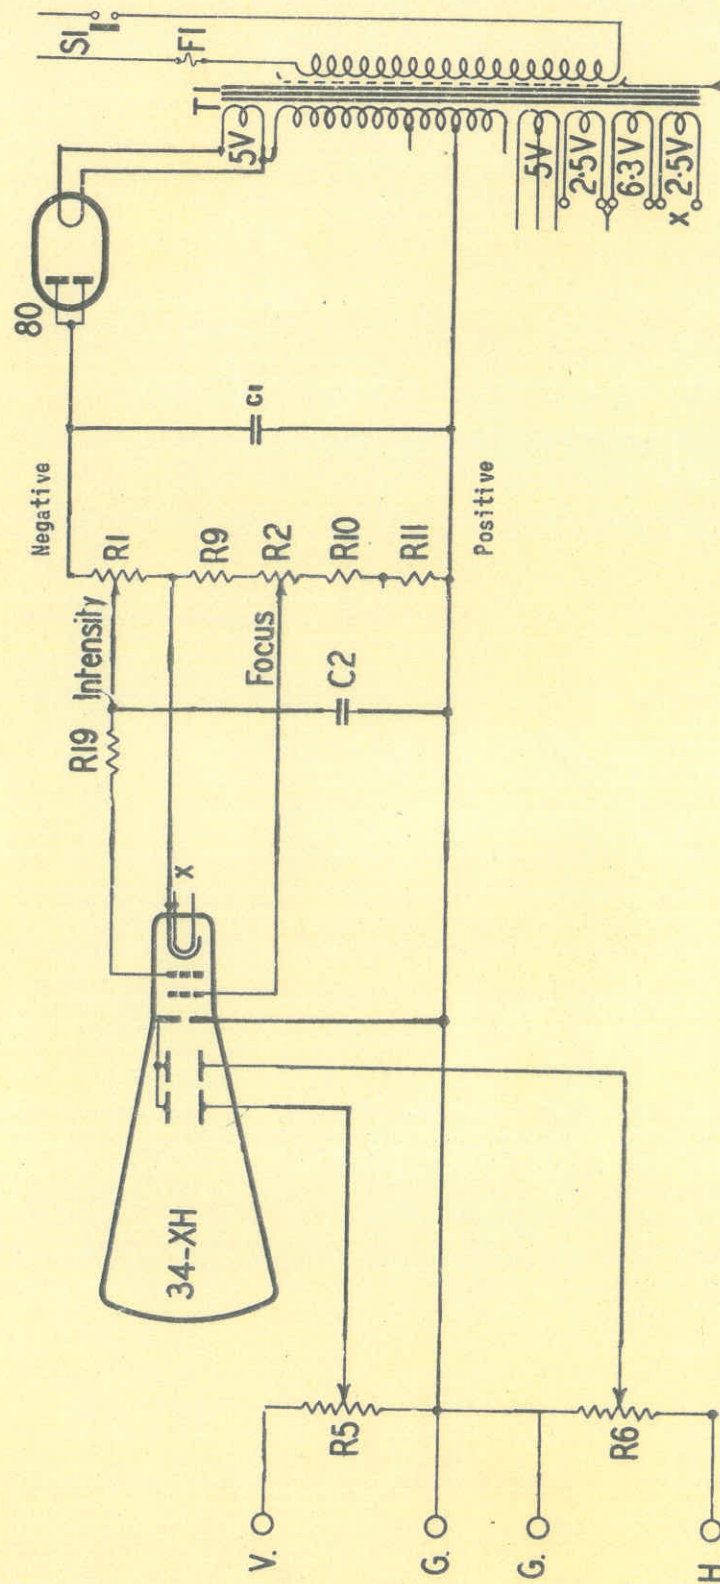 S1
F1
T1
5V
5V
2.5V
6.3V
2.5V
x
80
C1
Negative
Positive
R1
R9
R2
R10
R11
Intensity
Focus
R19
C2
x
34-XH
R5
R6
V.
G.
G.
H